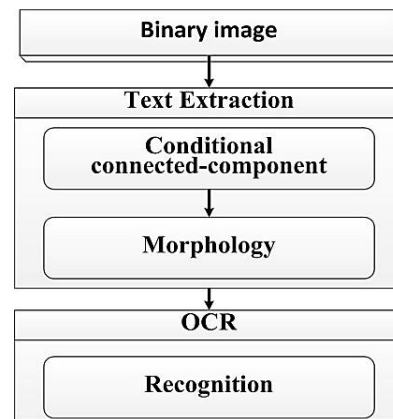 Binary image
Text Extraction
Conditional
connected-component
Morphology
OCR
Recognition